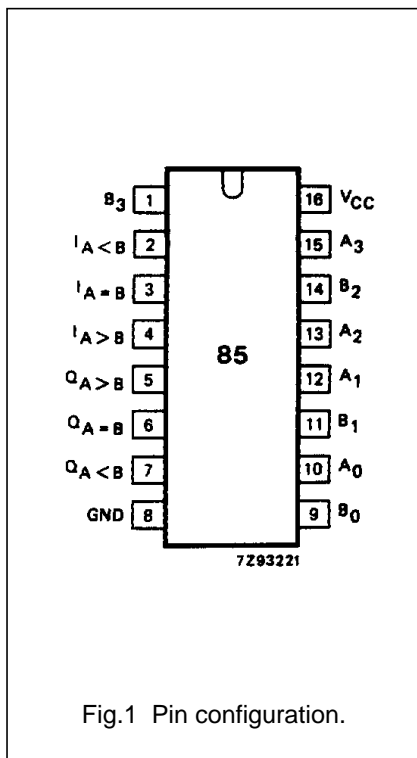 B3 1 16 VCC
IA < B 2 15 A3
IA = B 3 14 B2
IA > B 4 13 A2
85
QA > B 5 12 A1
QA = B 6 11 B1
QA < B 7 10 A0
GND 8 9 B0
7Z93221
Fig.1 Pin configuration.